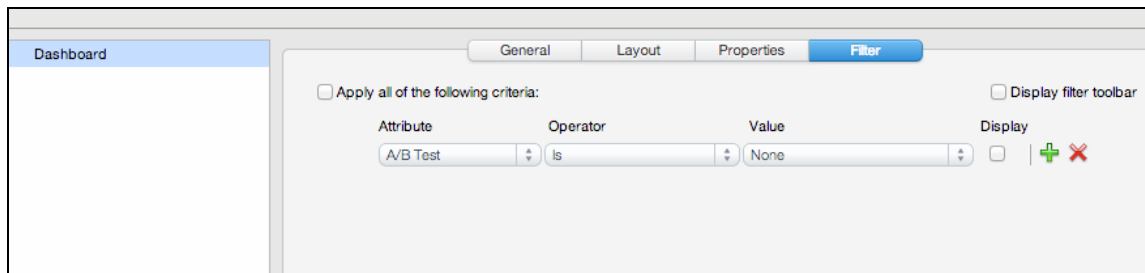 Dashboard
General Layout Properties Filter
Apply all of the following criteria: Display filter toolbar
Attribute Operator Value Display
A/B Test Is None